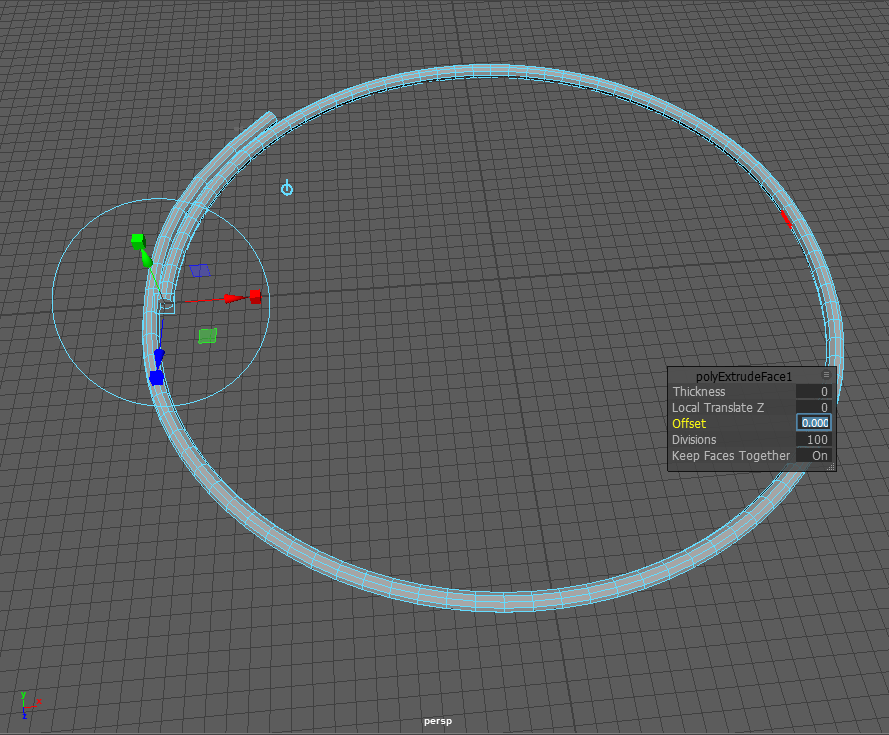 polyExtrudeFace1
Thickness 0
Local Translate Z 0
Offset 0.000
Divisions 100
Keep Faces Together On
y
x
z
persp